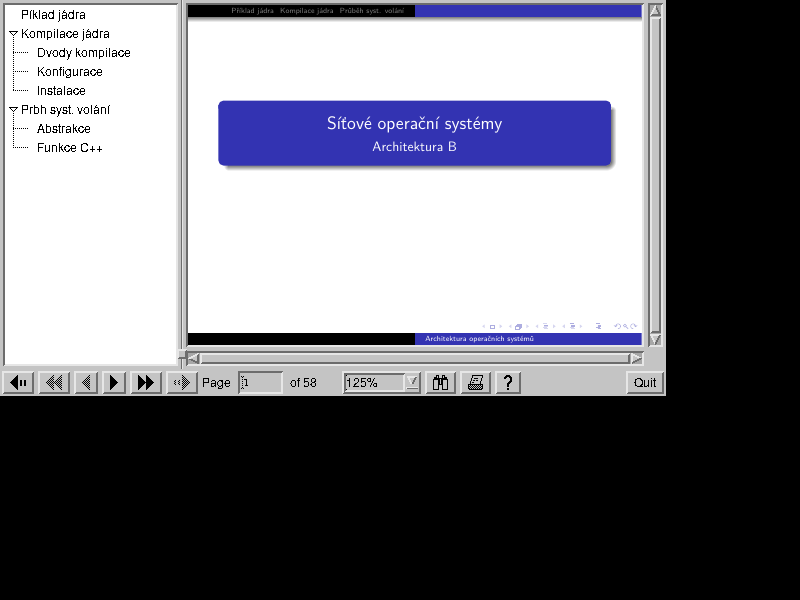 Píklad jádra
Kompilace jádra
Dvody kompilace
Konfigurace
Instalace
Prbh syst. volání
Abstrakce
Funkce C++
Příklad jádra Kompilace jádra Průběh syst. volání
Síťové operační systémy
Architektura B
Architektura operačních systémů
Page 1 of 58 125% ? Quit